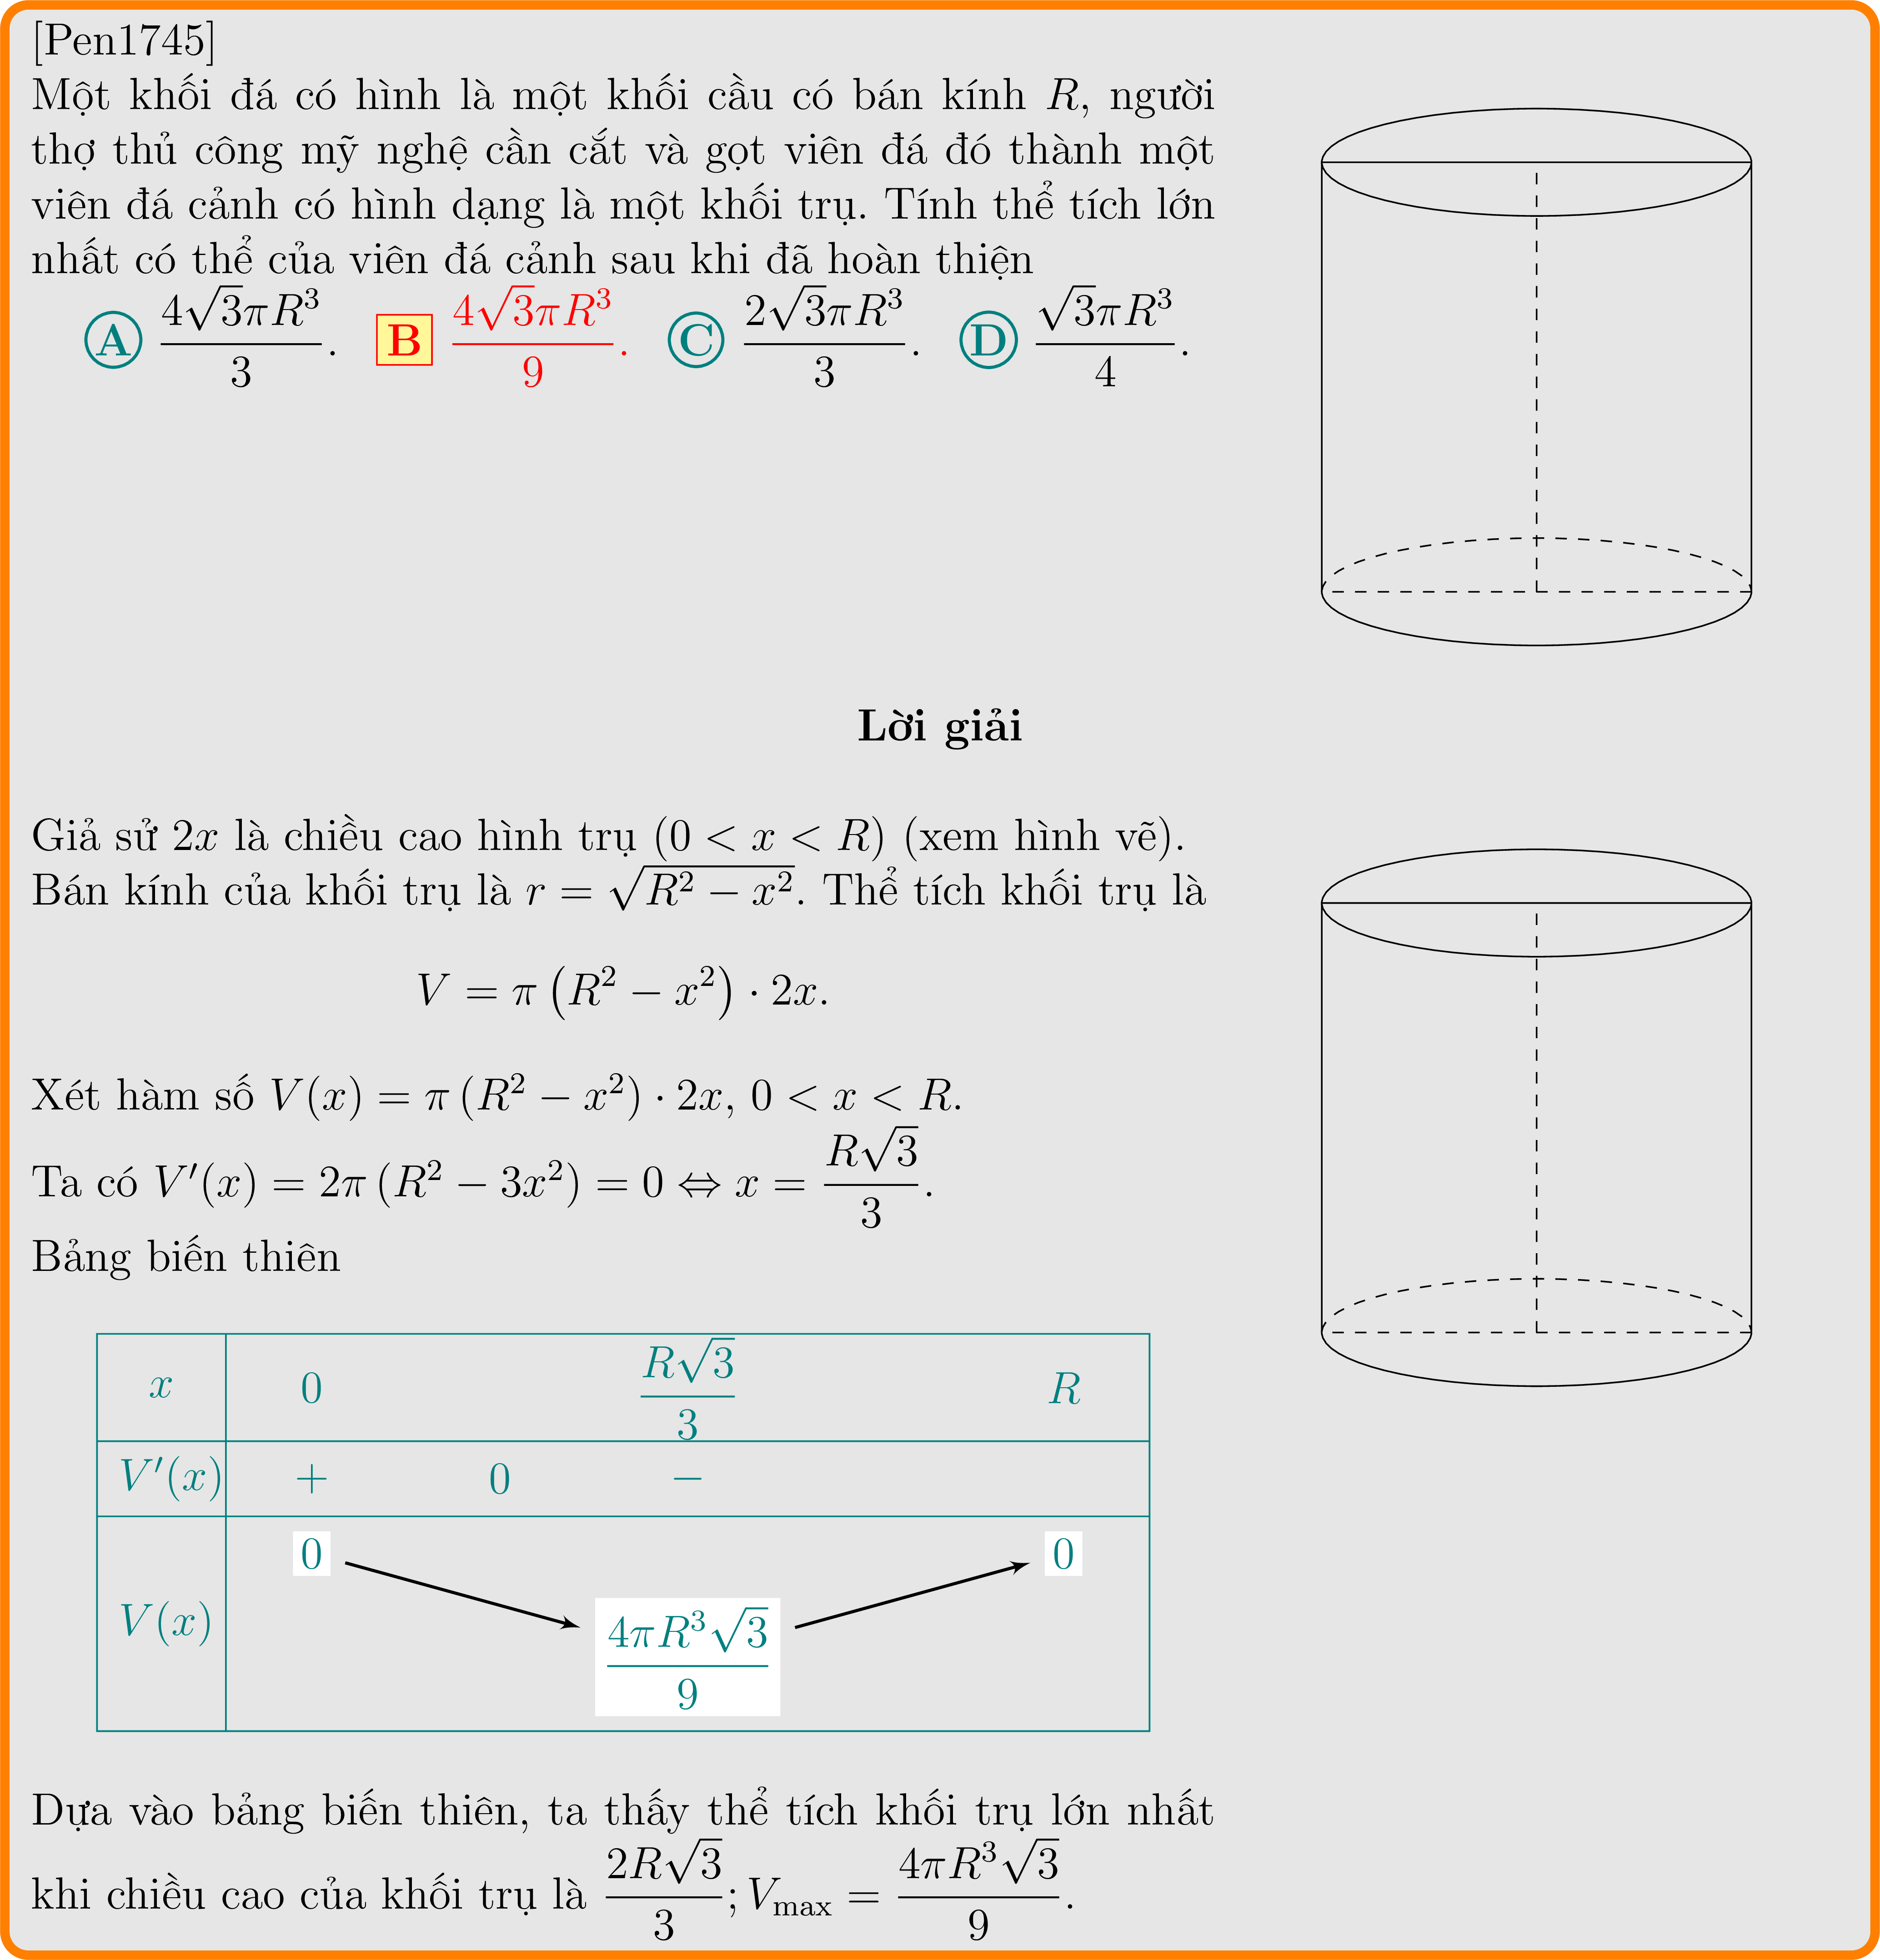 [Pen1745]
Một khối đá có hình là một khối cầu có bán kính $R$, người
thợ thủ công mỹ nghệ cần cắt và gọt viên đá đó thành một
viên đá cảnh có hình dạng là một khối trụ. Tính thể tích lớn
nhất có thể của viên đá cảnh sau khi đã hoàn thiện
A $\dfrac{4\sqrt{3}\pi R^3}{3}$. B $\dfrac{4\sqrt{3}\pi R^3}{9}$. C $\dfrac{2\sqrt{3}\pi R^3}{3}$. D $\dfrac{\sqrt{3}\pi R^3}{4}$.
Lời giải
Giả sử $2x$ là chiều cao hình trụ $(0 < x < R)$ (xem hình vẽ).
Bán kính của khối trụ là $r = \sqrt{R^2 - x^2}$. Thể tích khối trụ là
$V = \pi \left(R^2 - x^2\right) \cdot 2x.$
Xét hàm số $V(x) = \pi \left(R^2 - x^2\right) \cdot 2x$, $0 < x < R$.
Ta có $V'(x) = 2\pi \left(R^2 - 3x^2\right) = 0 \Leftrightarrow x = \dfrac{R\sqrt{3}}{3}$.
Bảng biến thiên
$x$ $0$ $\dfrac{R\sqrt{3}}{3}$ $R$
$V'(x)$ $+$ $0$ $-$
$V(x)$ $0$ $\dfrac{4\pi R^3\sqrt{3}}{9}$ $0$
Dựa vào bảng biến thiên, ta thấy thể tích khối trụ lớn nhất
khi chiều cao của khối trụ là $\dfrac{2R\sqrt{3}}{3}; V_{\max} = \dfrac{4\pi R^3\sqrt{3}}{9}$.